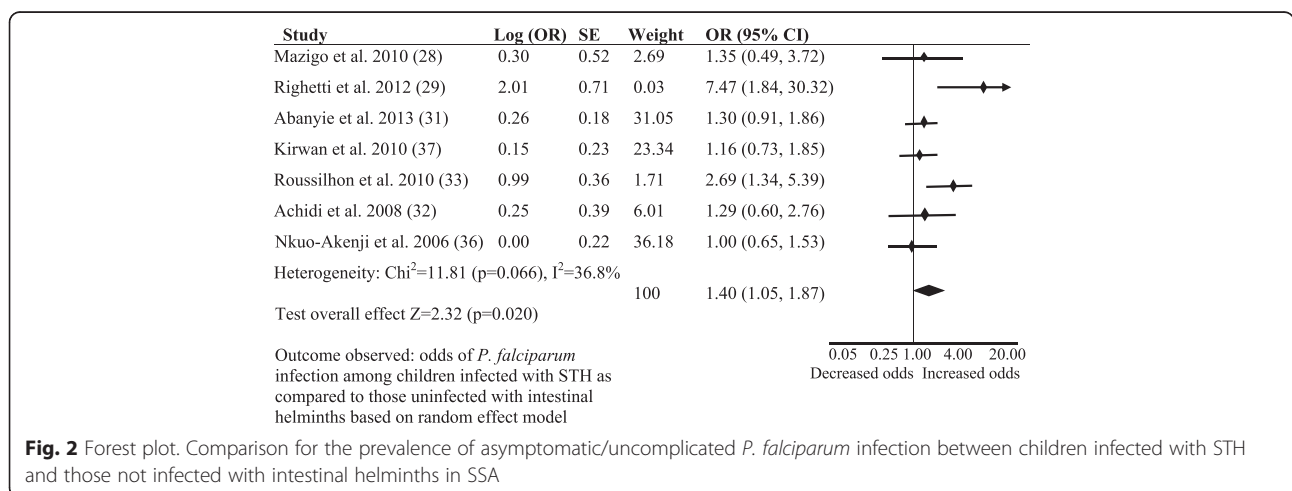 Study Log (OR) SE Weight OR (95% CI)
Mazigo et al. 2010 (28) 0.30 0.52 2.69 1.35 (0.49, 3.72)
Righetti et al. 2012 (29) 2.01 0.71 0.03 7.47 (1.84, 30.32)
Abanyie et al. 2013 (31) 0.26 0.18 31.05 1.30 (0.91, 1.86)
Kirwan et al. 2010 (37) 0.15 0.23 23.34 1.16 (0.73, 1.85)
Roussilhon et al. 2010 (33) 0.99 0.36 1.71 2.69 (1.34, 5.39)
Achidi et al. 2008 (32) 0.25 0.39 6.01 1.29 (0.60, 2.76)
Nkuo-Akenji et al. 2006 (36) 0.00 0.22 36.18 1.00 (0.65, 1.53)
Heterogeneity: Chi²=11.81 (p=0.066), I²=36.8%
100 1.40 (1.05, 1.87)
Test overall effect Z=2.32 (p=0.020)
Outcome observed: odds of P. falciparum
infection among children infected with STH as
compared to those uninfected with intestinal
helminths based on random effect model
0.05 0.25 1.00 4.00 20.00
Decreased odds Increased odds
Fig. 2 Forest plot. Comparison for the prevalence of asymptomatic/uncomplicated P. falciparum infection between children infected with STH
and those not infected with intestinal helminths in SSA